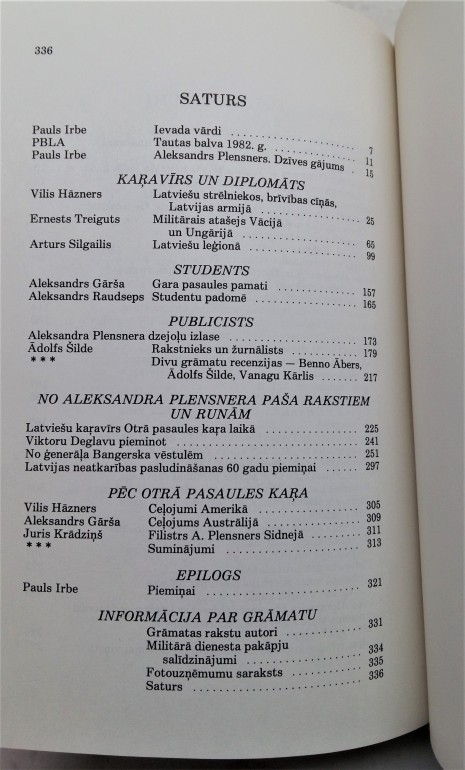 336
SATURS
Pauls Irbe Ievada vārdi 7
PBLA Tautas balva 1982. g. 11
Pauls Irbe Aleksandrs Plensners. Dzīves gājums 15
KAŖAVĪRS UN DIPLOMĀTS
Vilis Hāzners Latviešu strēlniekos, brīvības cīņās,
Latvijas armijā 25
Ernests Treiguts Militārais atašejs Vācijā
un Ungārijā 65
Arturs Silgailis Latviešu leģionā 99
STUDENTS
Aleksandrs Gārša Gara pasaules pamati 157
Aleksandrs Raudseps Studentu padomē 165
PUBLICISTS
Aleksandra Plensnera dzejoļu izlase 173
Ādolfs Šilde Rakstnieks un žurnālists 179
*** Divu grāmatu recenzijas — Benno Ābers,
Ādolfs Šilde, Vanagu Kārlis 217
NO ALEKSANDRA PLENSNERA PAŠA RAKSTIEM
UN RUNĀM
Latviešu kaŗavīrs Otrā pasaules kaŗa laikā 225
Viktoru Deglavu pieminot 241
No ģenerāļa Bangerska vēstulēm 251
Latvijas neatkarības pasludināšanas 60 gadu piemiņai 297
PĒC OTRĀ PASAULES KAŖA
Vilis Hāzners Ceļojumi Amerikā 305
Aleksandrs Gārša Ceļojums Austrālijā 309
Juris Krādziņš Filistrs A. Plensners Sidnejā 311
*** Suminājumi 313
EPILOGS
Pauls Irbe Piemiņai 321
INFORMĀCIJA PAR GRĀMATU
Grāmatas rakstu autori 331
Militārā dienesta pakāpju
salīdzinājumi 334
Fotouzņēmumu saraksts 335
Saturs 336